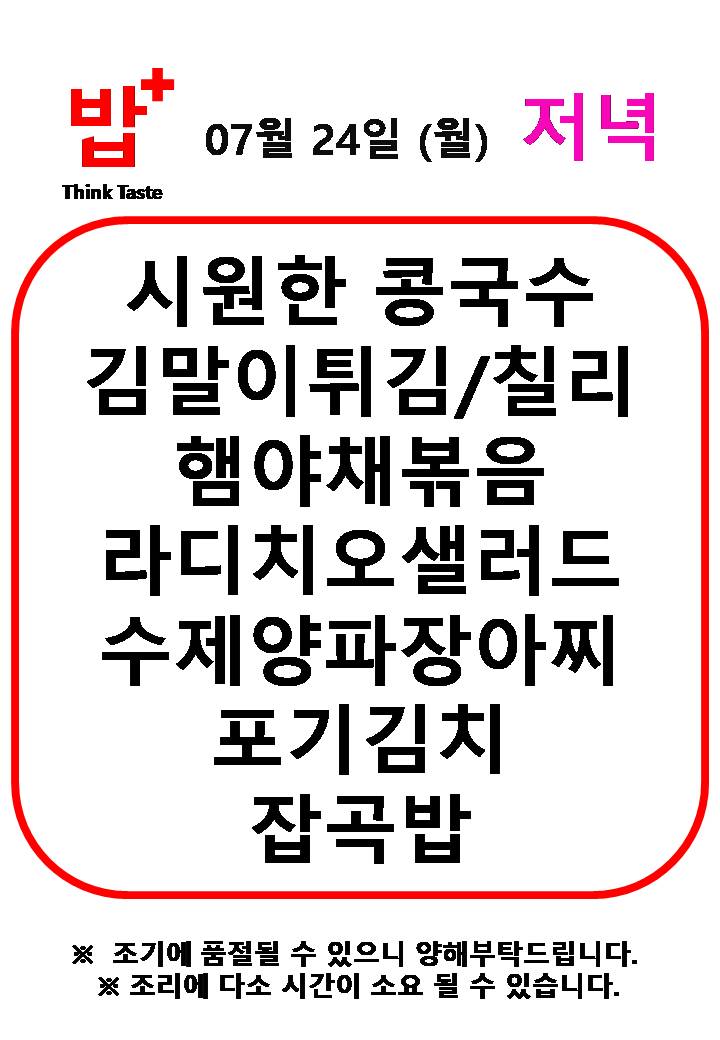 밥+
Think Taste
07월 24일 (월)
저녁
시원한 콩국수
김말이튀김/칠리
햄야채볶음
라디치오샐러드
수제양파장아찌
포기김치
잡곡밥
※ 조기에 품절될 수 있으니 양해부탁드립니다.
※ 조리에 다소 시간이 소요 될 수 있습니다.